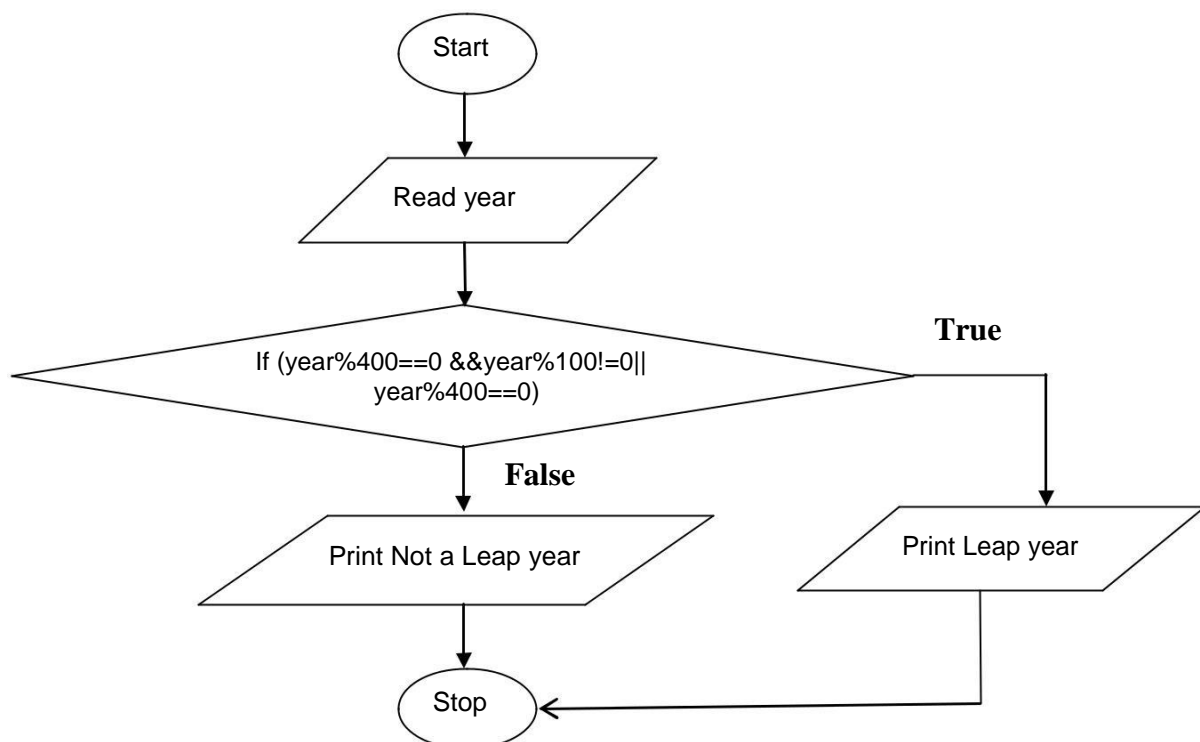 Start
Read year
True
If (year%400==0 &&year%100!=0||
year%400==0)
False
Print Not a Leap year
Print Leap year
Stop